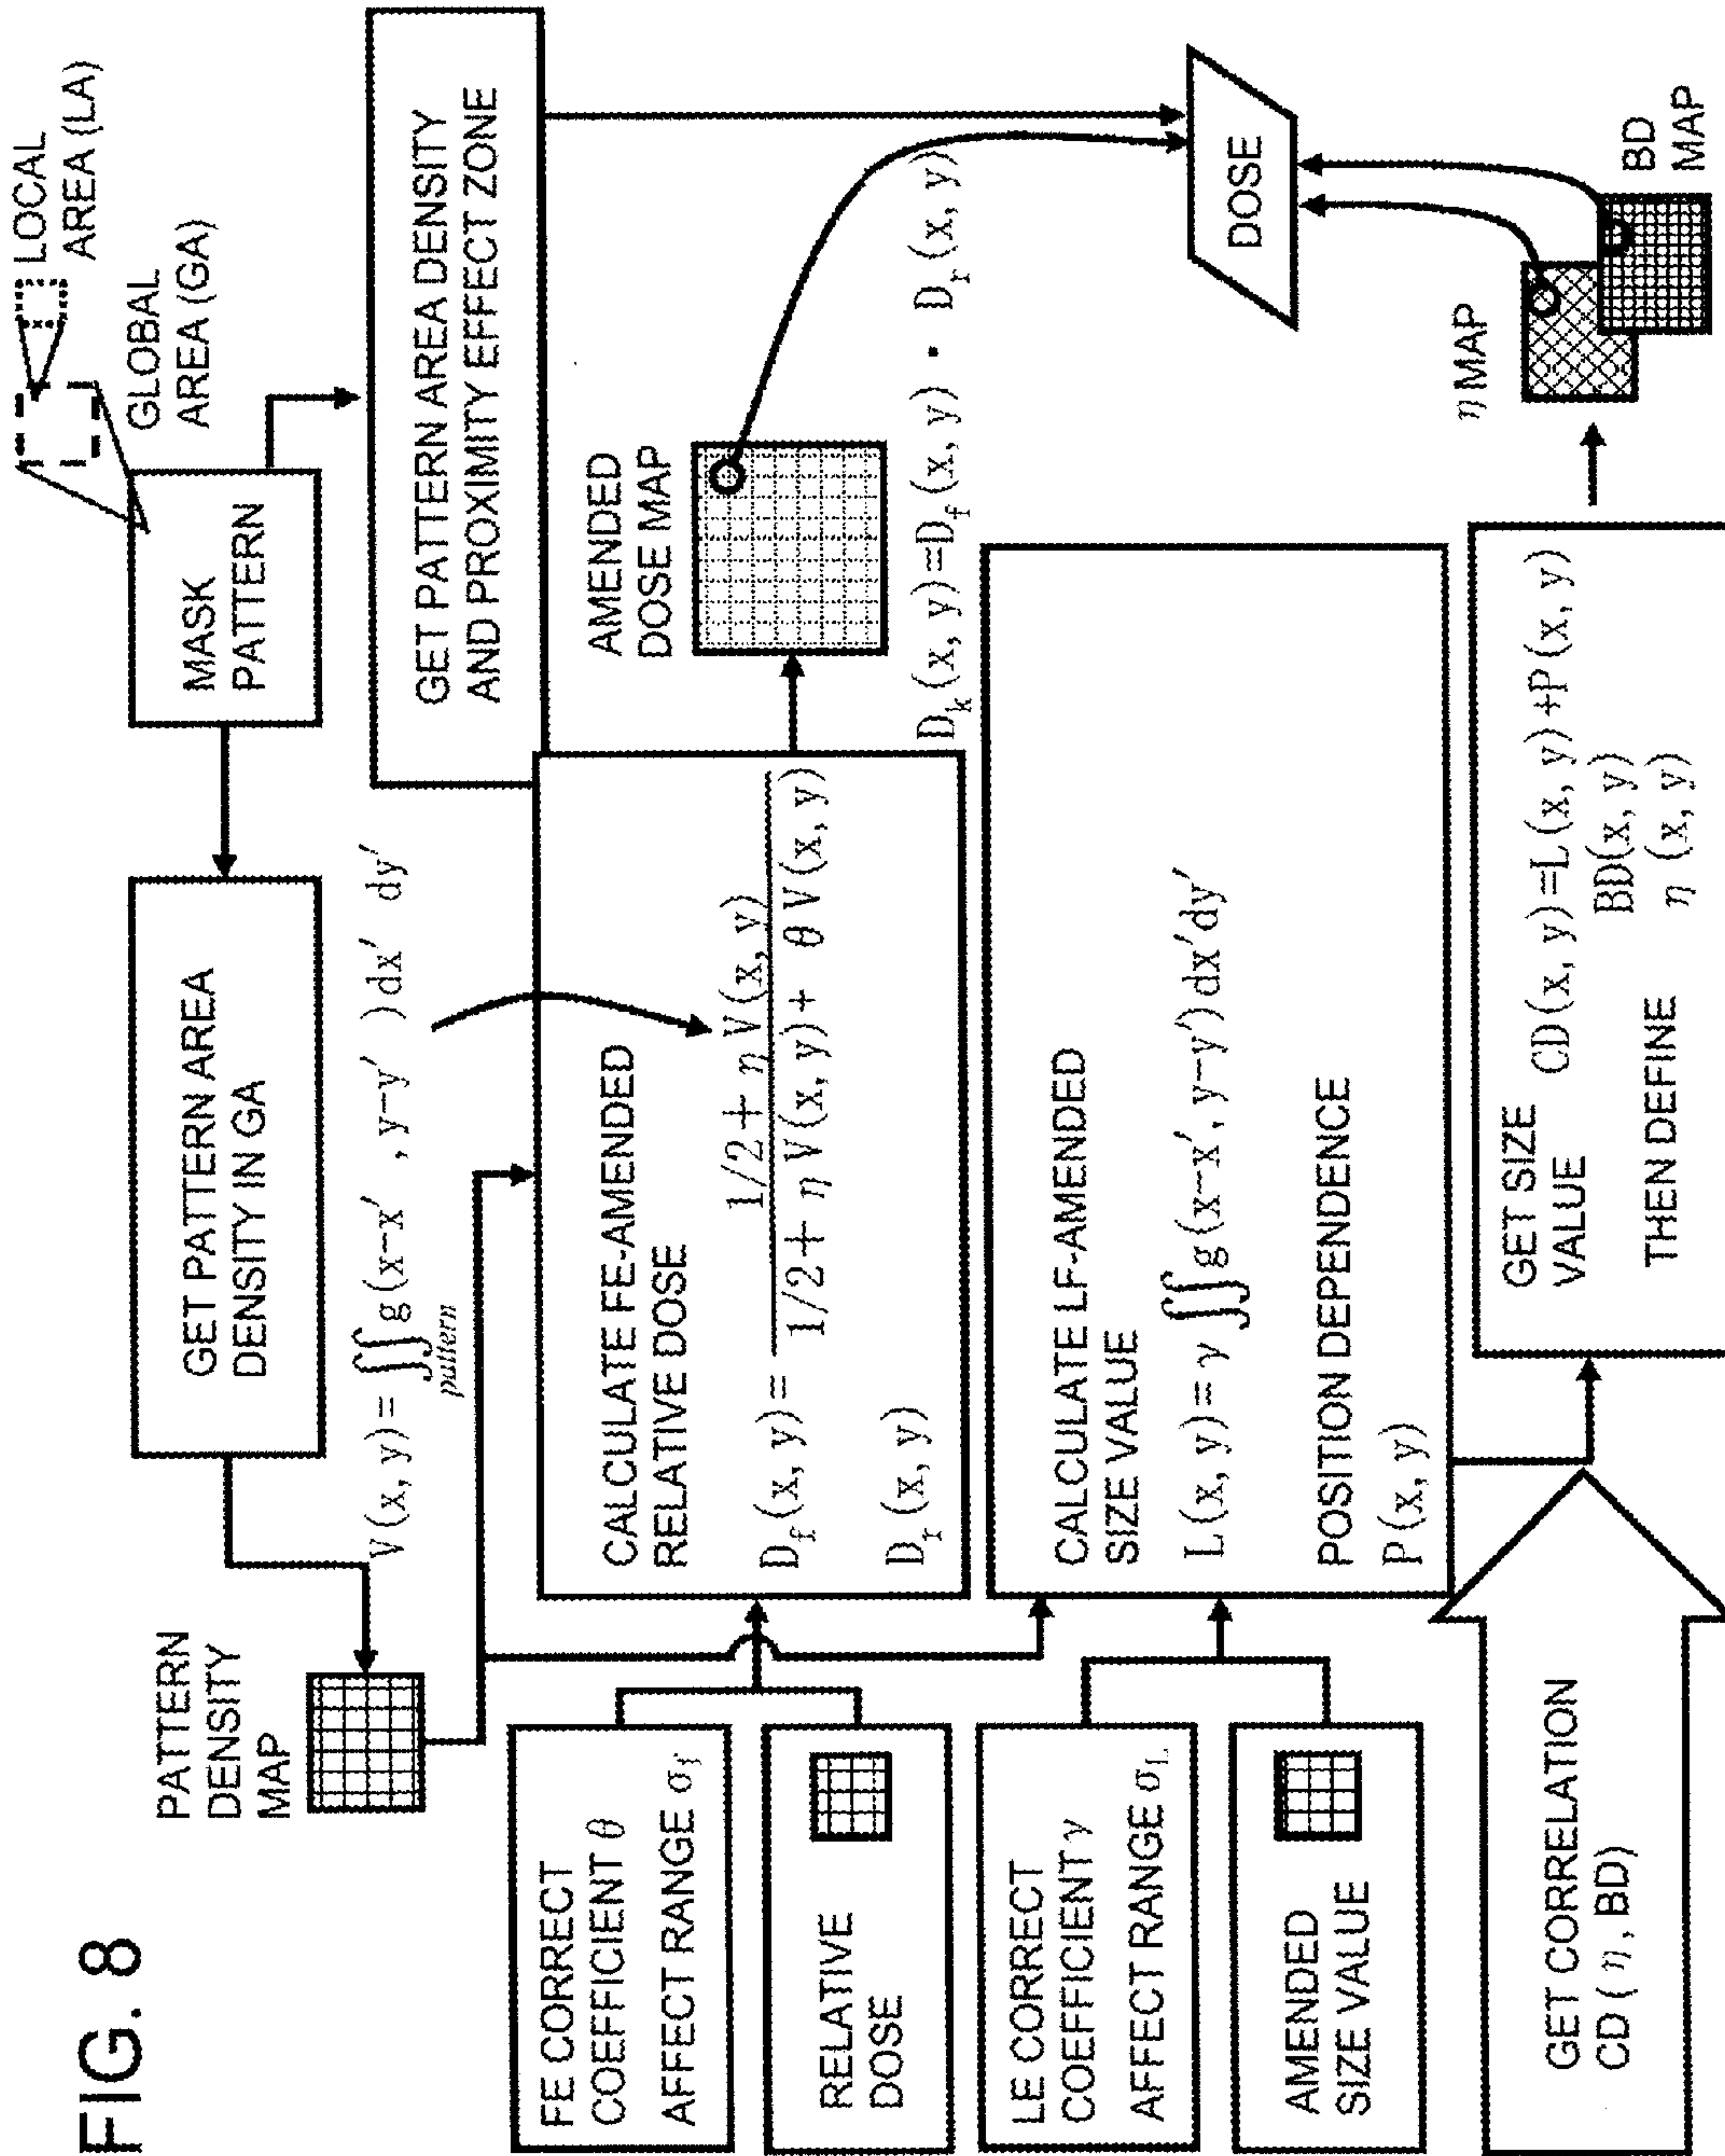 FIG. 8
LOCAL
AREA (LA)
GLOBAL
AREA (GA)
MASK
PATTERN
GET PATTERN AREA
DENSITY IN GA
PATTERN
DENSITY
MAP
V(x, y)=∬g(x-x′, y-y′)dx′ dy′
pattern
GET PATTERN AREA DENSITY
AND PROXIMITY EFFECT ZONE
FE CORRECT
COEFFICIENT θ
AFFECT RANGE σf
RELATIVE
DOSE
CALCULATE FE-AMENDED
RELATIVE DOSE
1/2+η V(x, y)
Df(x, y)=
1/2+η V(x, y)+ θ V(x, y)
Dr(x, y)
AMENDED
DOSE MAP
Dk(x, y)=Df(x, y)・Dr(x, y)
LE CORRECT
COEFFICIENT γ
AFFECT RANGE σL
AMENDED
SIZE VALUE
CALCULATE LF-AMENDED
SIZE VALUE
L(x, y)=γ∬g(x-x′, y-y′)dx′dy′
POSITION DEPENDENCE
P(x, y)
DOSE
GET CORRELATION
CD(η, BD)
GET SIZE
VALUE CD(x, y)=L(x, y)+P(x, y)
BD(x, y)
THEN DEFINE η (x, y)
η MAP
BD
MAP